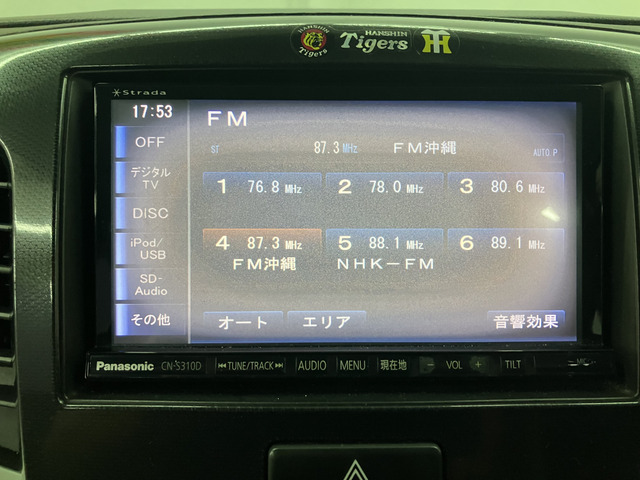 HANSHIN Tigers
HANSHIN Tigers
Strada
17:53
FM
OFF
ST 87.3 MHz FM沖縄 AUTO.P
デジタル
TV
1 76.8 MHz 2 78.0 MHz 3 80.6 MHz
DISC
iPod/
USB
4 87.3 MHz 5 88.1 MHz 6 89.1 MHz
FM沖縄 NHK-FM
SD-
Audio
その他
オート エリア 音響効果
Panasonic CN-S310D TUNE/TRACK AUDIO MENU 現在地 - VOL + TILT MIC